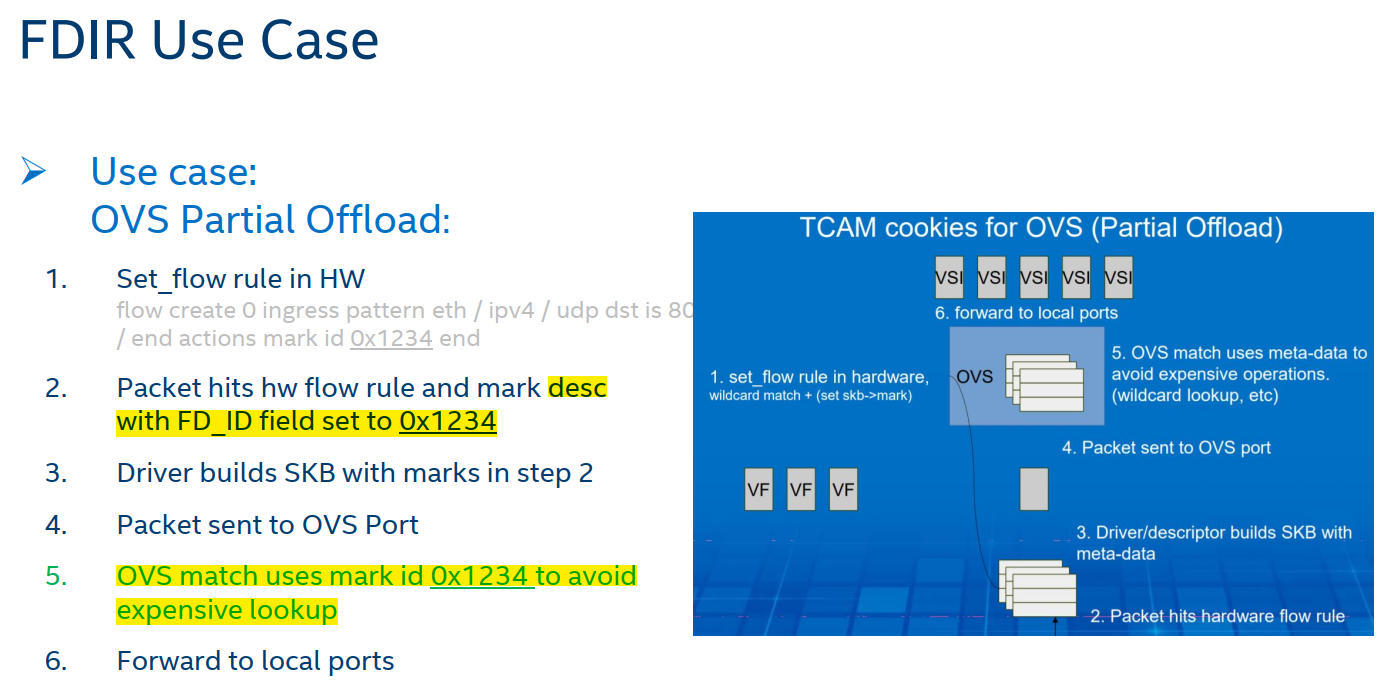 FDIR Use Case
Use case:
OVS Partial Offload:
1. Set_flow rule in HW
flow create 0 ingress pattern eth / ipv4 / udp dst is 80
/ end actions mark id 0x1234 end
2. Packet hits hw flow rule and mark desc
with FD_ID field set to 0x1234
3. Driver builds SKB with marks in step 2
4. Packet sent to OVS Port
5. OVS match uses mark id 0x1234 to avoid
expensive lookup
6. Forward to local ports
TCAM cookies for OVS (Partial Offload)
VSI VSI VSI VSI VSI
6. forward to local ports
1. set_flow rule in hardware,
wildcard match + (set skb->mark)
OVS
5. OVS match uses meta-data to
avoid expensive operations.
(wildcard lookup, etc)
4. Packet sent to OVS port
VF VF VF
3. Driver/descriptor builds SKB with
meta-data
2. Packet hits hardware flow rule